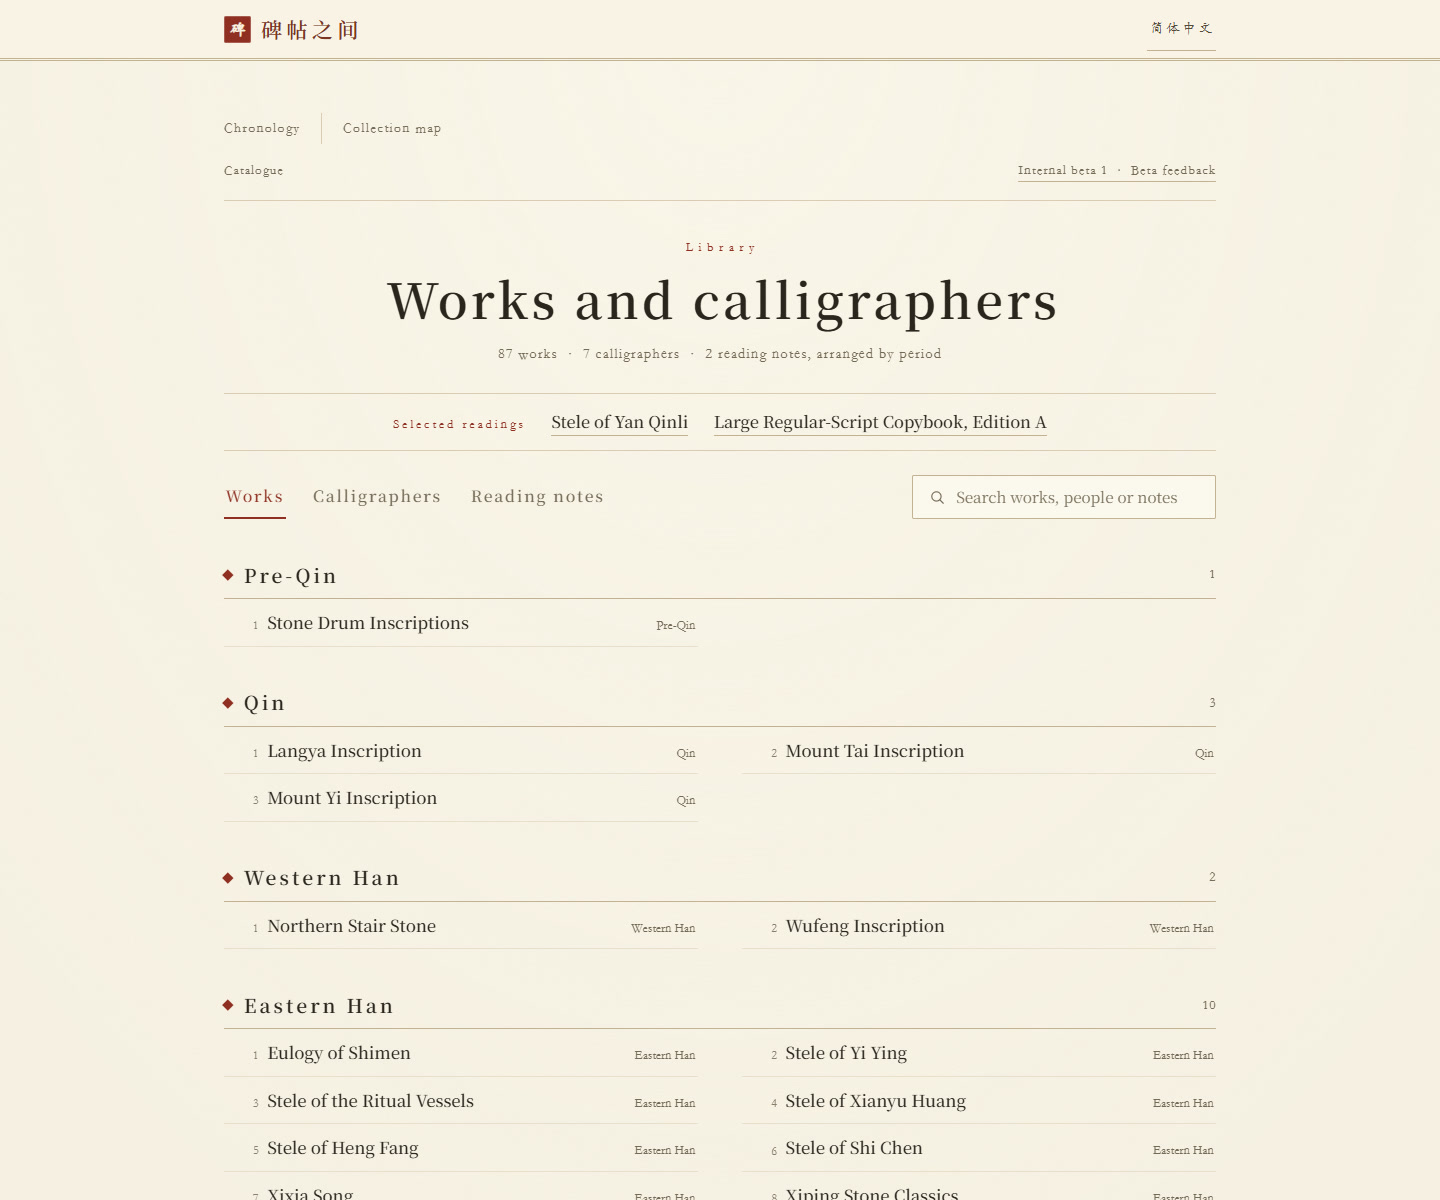 碑 碑帖之间
简体中文
Chronology
Collection map
Catalogue
Internal beta 1 · Beta feedback
Library
Works and calligraphers
87 works · 7 calligraphers · 2 reading notes, arranged by period
Selected readings Stele of Yan Qinli Large Regular-Script Copybook, Edition A
Works Calligraphers Reading notes
Search works, people or notes
Pre-Qin 1
1 Stone Drum Inscriptions Pre-Qin
Qin 3
1 Langya Inscription Qin
2 Mount Tai Inscription Qin
3 Mount Yi Inscription Qin
Western Han 2
1 Northern Stair Stone Western Han
2 Wufeng Inscription Western Han
Eastern Han 10
1 Eulogy of Shimen Eastern Han
2 Stele of Yi Ying Eastern Han
3 Stele of the Ritual Vessels Eastern Han
4 Stele of Xianyu Huang Eastern Han
5 Stele of Heng Fang Eastern Han
6 Stele of Shi Chen Eastern Han
7 Xixia Song Eastern Han
8 Xiping Stone Classics Eastern Han